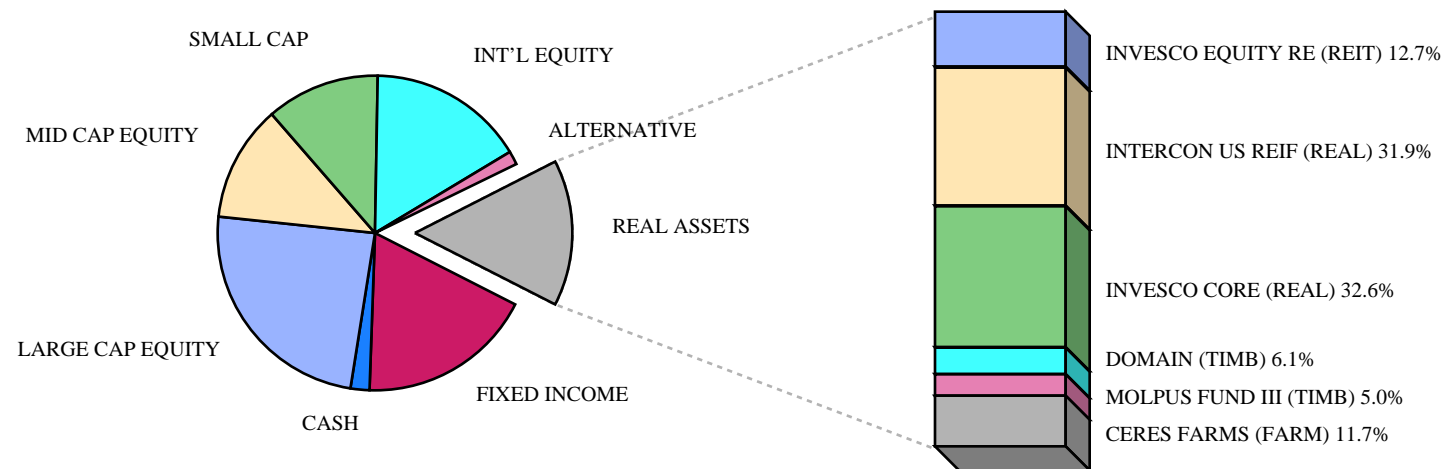 SMALL CAP
INT'L EQUITY
MID CAP EQUITY
ALTERNATIVE
REAL ASSETS
LARGE CAP EQUITY
FIXED INCOME
CASH
INVESCO EQUITY RE (REIT) 12.7%
INTERCON US REIF (REAL) 31.9%
INVESCO CORE (REAL) 32.6%
DOMAIN (TIMB) 6.1%
MOLPUS FUND III (TIMB) 5.0%
CERES FARMS (FARM) 11.7%